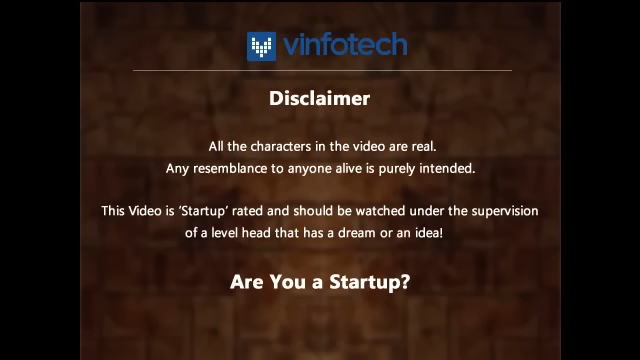 vinfotech
Disclaimer
All the characters in the video are real.
Any resemblance to anyone alive is purely intended.
This Video is ‘Startup’ rated and should be watched under the supervision
of a level head that has a dream or an idea!
Are You a Startup?